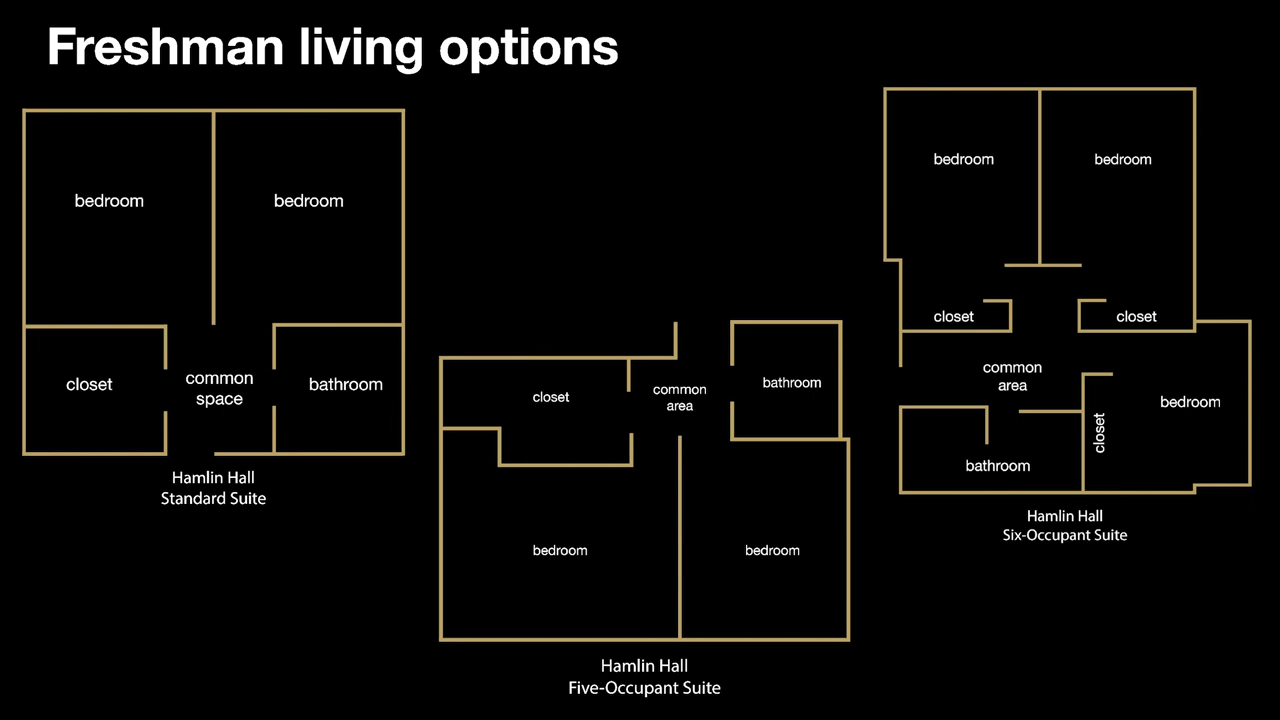 Freshman living options
bedroom
bedroom
closet
common
space
bathroom
Hamlin Hall
Standard Suite
closet
common
area
bathroom
bedroom
bedroom
Hamlin Hall
Five-Occupant Suite
bedroom
bedroom
closet
closet
common
area
bedroom
closet
bathroom
Hamlin Hall
Six-Occupant Suite